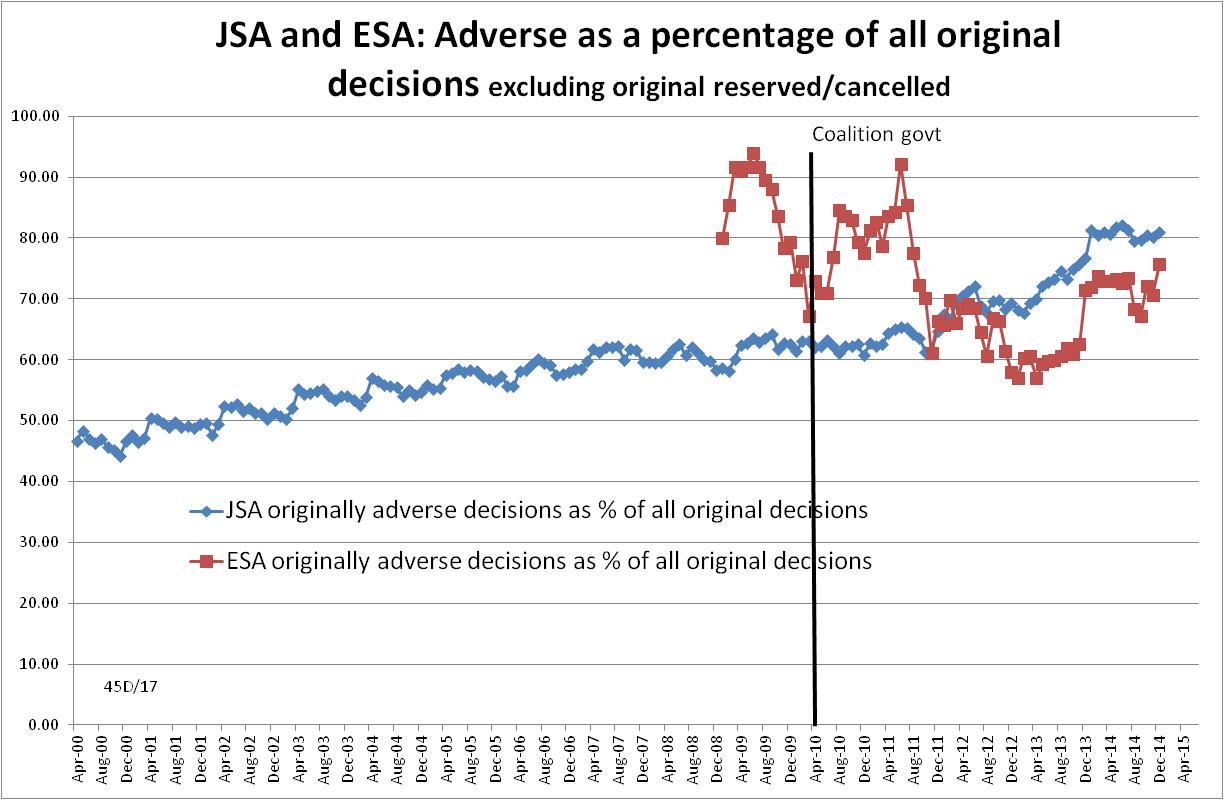 JSA and ESA: Adverse as a percentage of all original
decisions excluding original reserved/cancelled
Coalition govt
100.00
90.00
80.00
70.00
60.00
50.00
40.00
30.00
20.00
10.00
0.00
JSA originally adverse decisions as % of all original decisions
ESA originally adverse decisions as % of all original decisions
45D/17
Apr-00
Aug-00
Dec-00
Apr-01
Aug-01
Dec-01
Apr-02
Aug-02
Dec-02
Apr-03
Aug-03
Dec-03
Apr-04
Aug-04
Dec-04
Apr-05
Aug-05
Dec-05
Apr-06
Aug-06
Dec-06
Apr-07
Aug-07
Dec-07
Apr-08
Aug-08
Dec-08
Apr-09
Aug-09
Dec-09
Apr-10
Aug-10
Dec-10
Apr-11
Aug-11
Dec-11
Apr-12
Aug-12
Dec-12
Apr-13
Aug-13
Dec-13
Apr-14
Aug-14
Dec-14
Apr-15